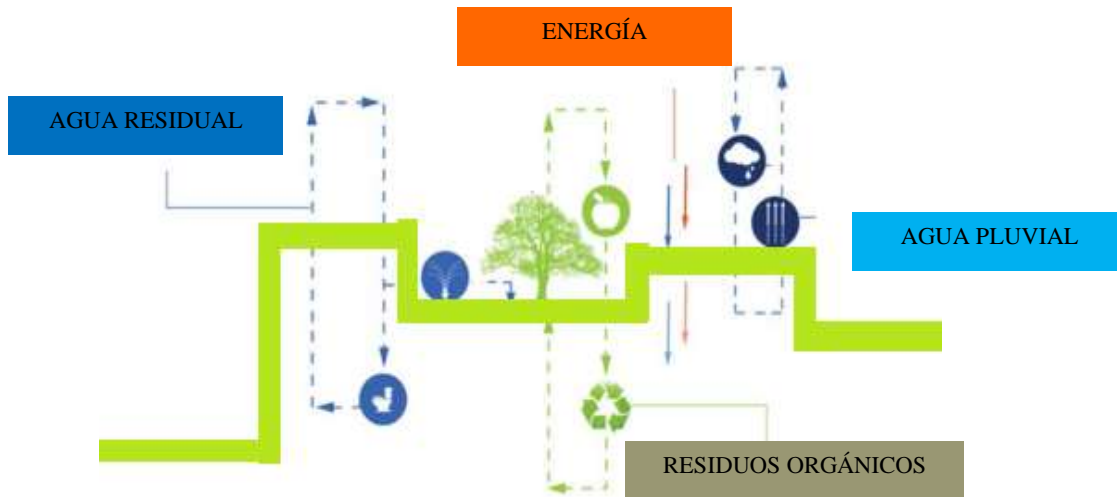 ENERGÍA
AGUA RESIDUAL
AGUA PLUVIAL
RESIDUOS ORGÁNICOS